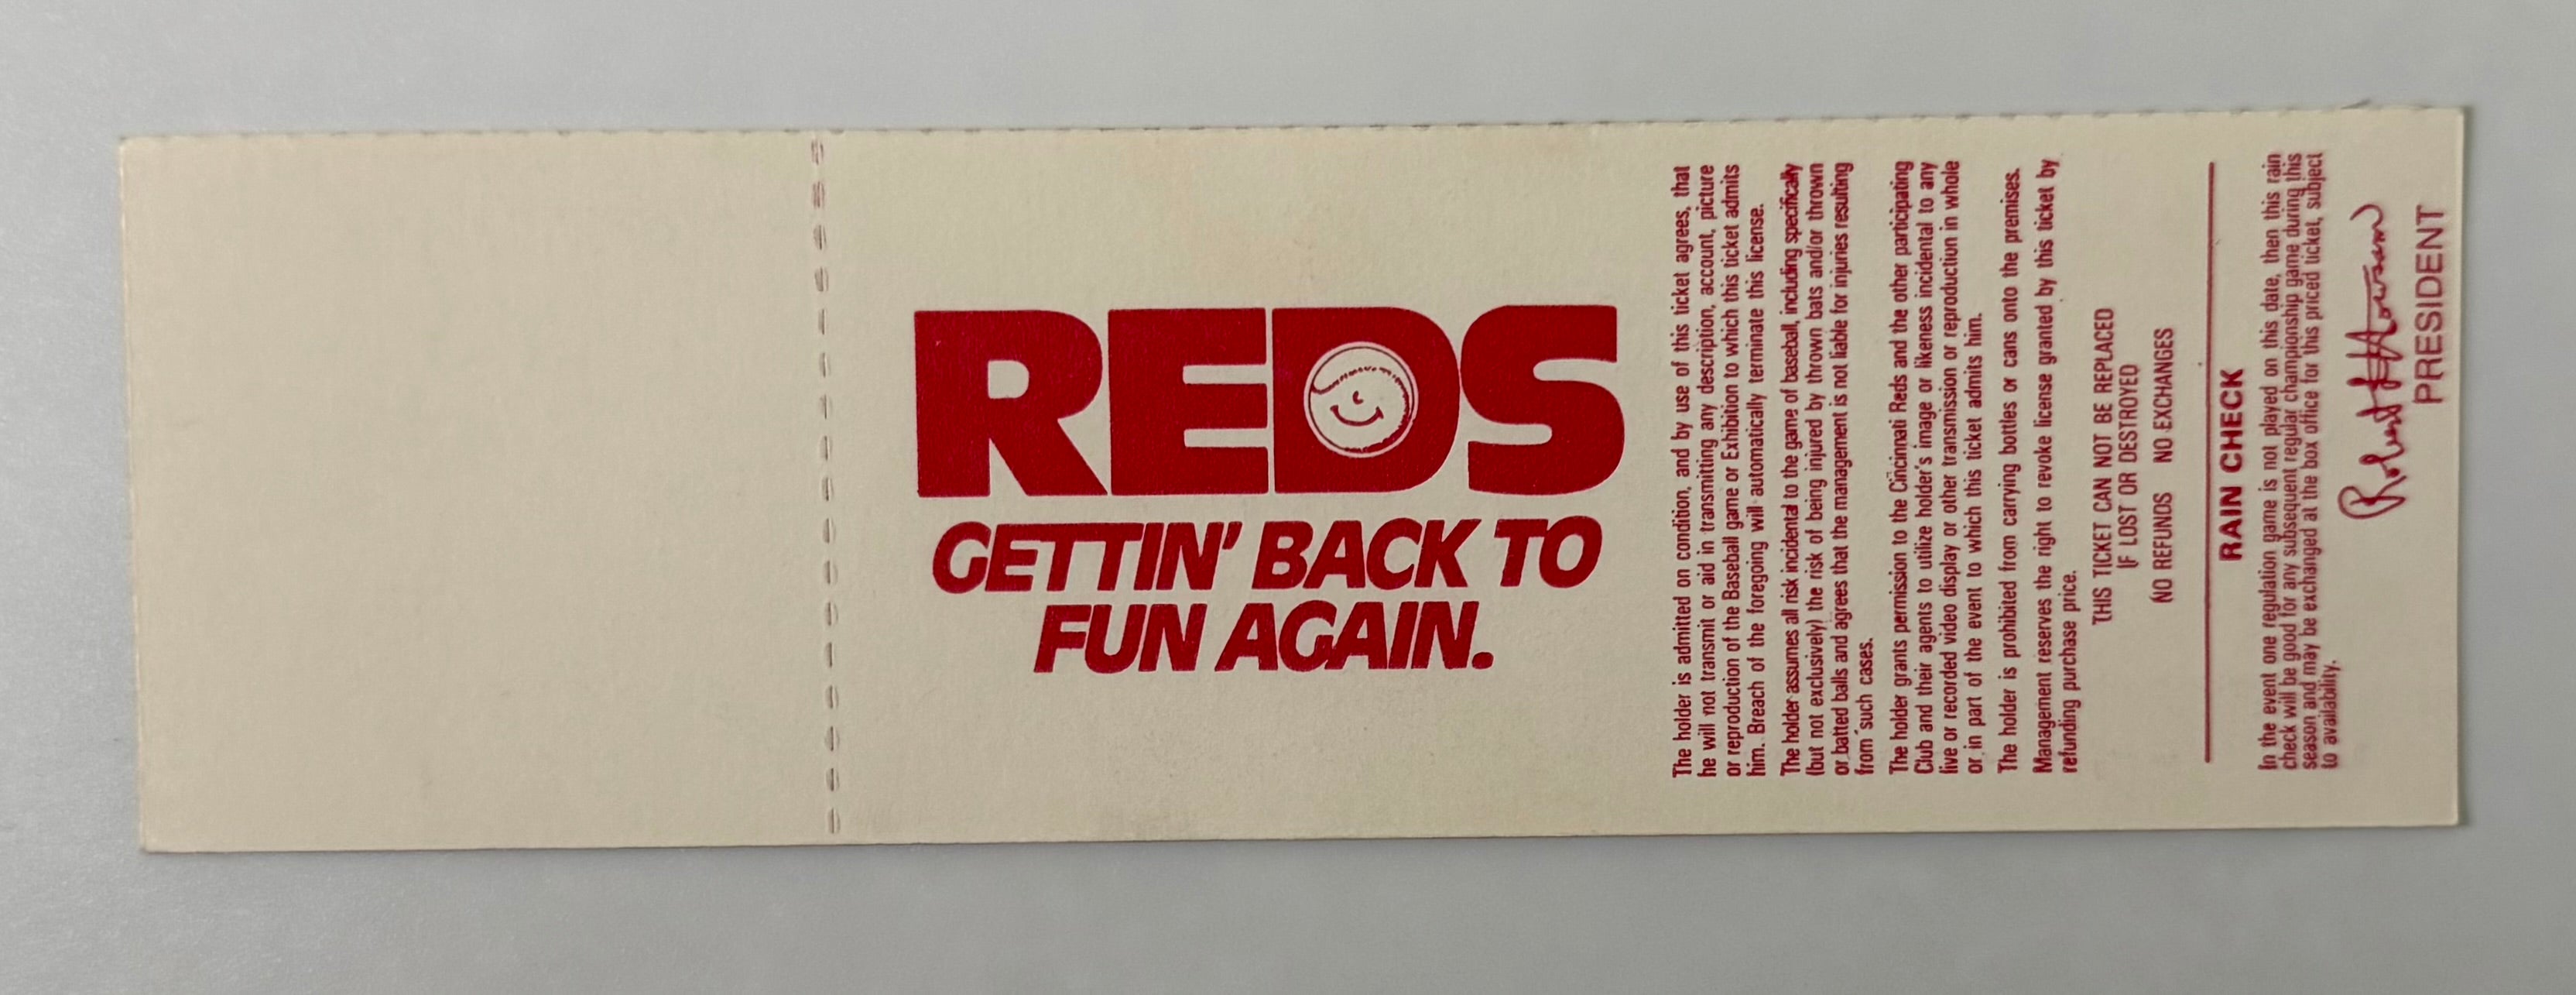 REDS
GETTIN' BACK TO
FUN AGAIN.
The holder is admitted on condition, and by use of this ticket agrees, that
he will not transmit or aid in transmitting any description, account, picture
or reproduction of the Baseball game or Exhibition to which this ticket admits
him. Breach of the foregoing will automatically terminate this license.
The holder assumes all risk incidental to the game of baseball, including specifically
(but not exclusively) the risk of being injured by thrown bats and/or thrown
or batted balls and agrees that the management is not liable for injuries resulting
from such cases.
The holder grants permission to the Cincinnati Reds and the other participating
Club and their agents to utilize holder's image or likeness incidental to any
live or recorded video display or other transmission or reproduction in whole
or in part of the event to which this ticket admits him.
The holder is prohibited from carrying bottles or cans onto the premises.
Management reserves the right to revoke license granted by this ticket by
refunding purchase price.
THIS TICKET CAN NOT BE REPLACED
IF LOST OR DESTROYED
NO REFUNDS NO EXCHANGES
RAIN CHECK
In the event one regulation game is not played on this date, then this rain
check will be good for any subsequent regular championship game during this
season and may be exchanged at the box office for this priced ticket, subject
to availability.
Robert Howsam
PRESIDENT